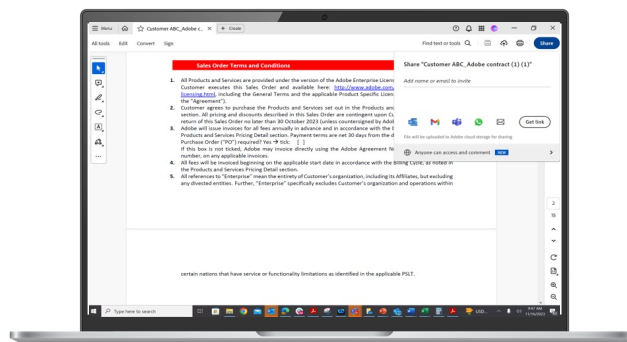 Menu
Customer ABC_Adobe c...
+ Create
All tools Edit Convert Sign
Find text or tools
Share
Sales Order Terms and Conditions
1. All Products and Services are provided under the version of the Adobe Enterprise Licens
Customer executes this Sales Order and available here: http://www.adobe.com/
licensing.html, including the General Terms and the applicable Product Specific Licen
the "Agreement").
2. Customer agrees to purchase the Products and Services set out in the Products and
section. All pricing and discounts described in this Sales Order are contingent upon Cu
return of this Sales Order no later than 30 October 2023 (unless countersigned by Adob
3. Adobe will issue invoices for all fees annually in advance and in accordance with the B
Products and Services Pricing Detail section. Payment terms are net 30 days from the d
Purchase Order ("PO") required? Yes → tick: [ ]
If this box is not ticked, Adobe may invoice directly using the Adobe Agreement N
number, on any applicable invoices.
4. All fees will be invoiced beginning on the applicable start date in accordance with the Billing Cycle, as noted in
the Products and Services Pricing Detail section.
5. All references to "Enterprise" mean the entirety of Customer's organization, including its Affiliates, but excluding
any divested entities. Further, "Enterprise" specifically excludes Customer's organization and operations within
certain nations that have service or functionality limitations as identified in the applicable PSLT.
Share "Customer ABC_Adobe contract (1) (1)"
Add name or email to invite
Get link
File will be uploaded to Adobe cloud storage for sharing
Anyone can access and comment NEW
2
15
Type here to search
USD...
9:47 AM
11/16/2023